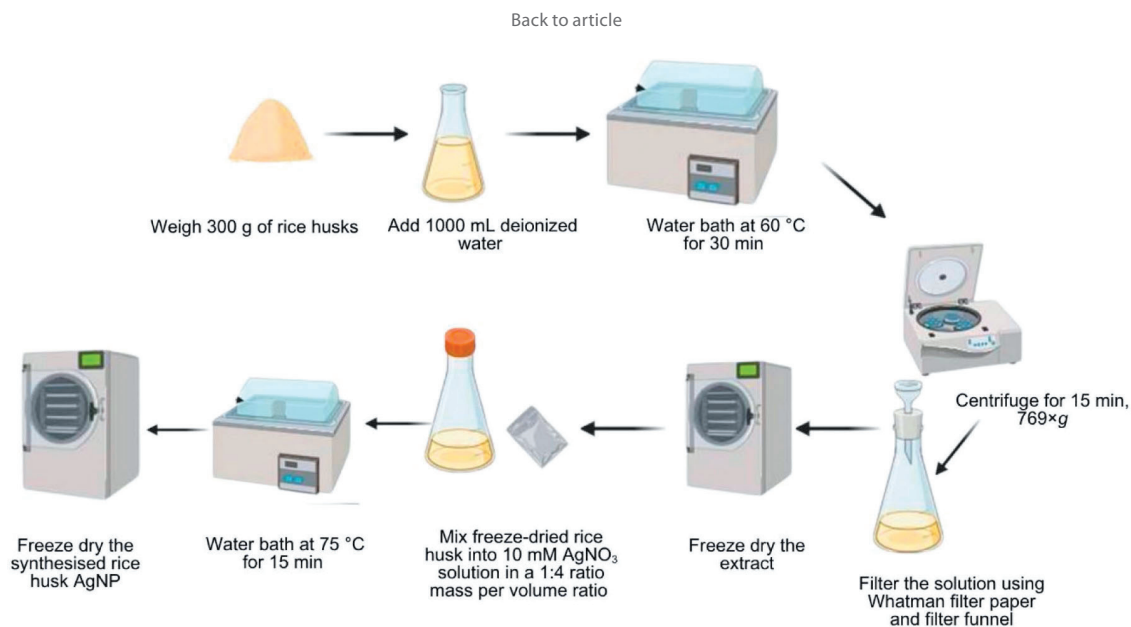 Back to article
Weigh 300 g of rice husks
Add 1000 mL deionized
water
Water bath at 60 °C
for 30 min
Centrifuge for 15 min,
769×g
Filter the solution using
Whatman filter paper
and filter funnel
Freeze dry the
extract
Mix freeze-dried rice
husk into 10 mM AgNO₃
solution in a 1:4 ratio
mass per volume ratio
Water bath at 75 °C
for 15 min
Freeze dry the
synthesised rice
husk AgNP